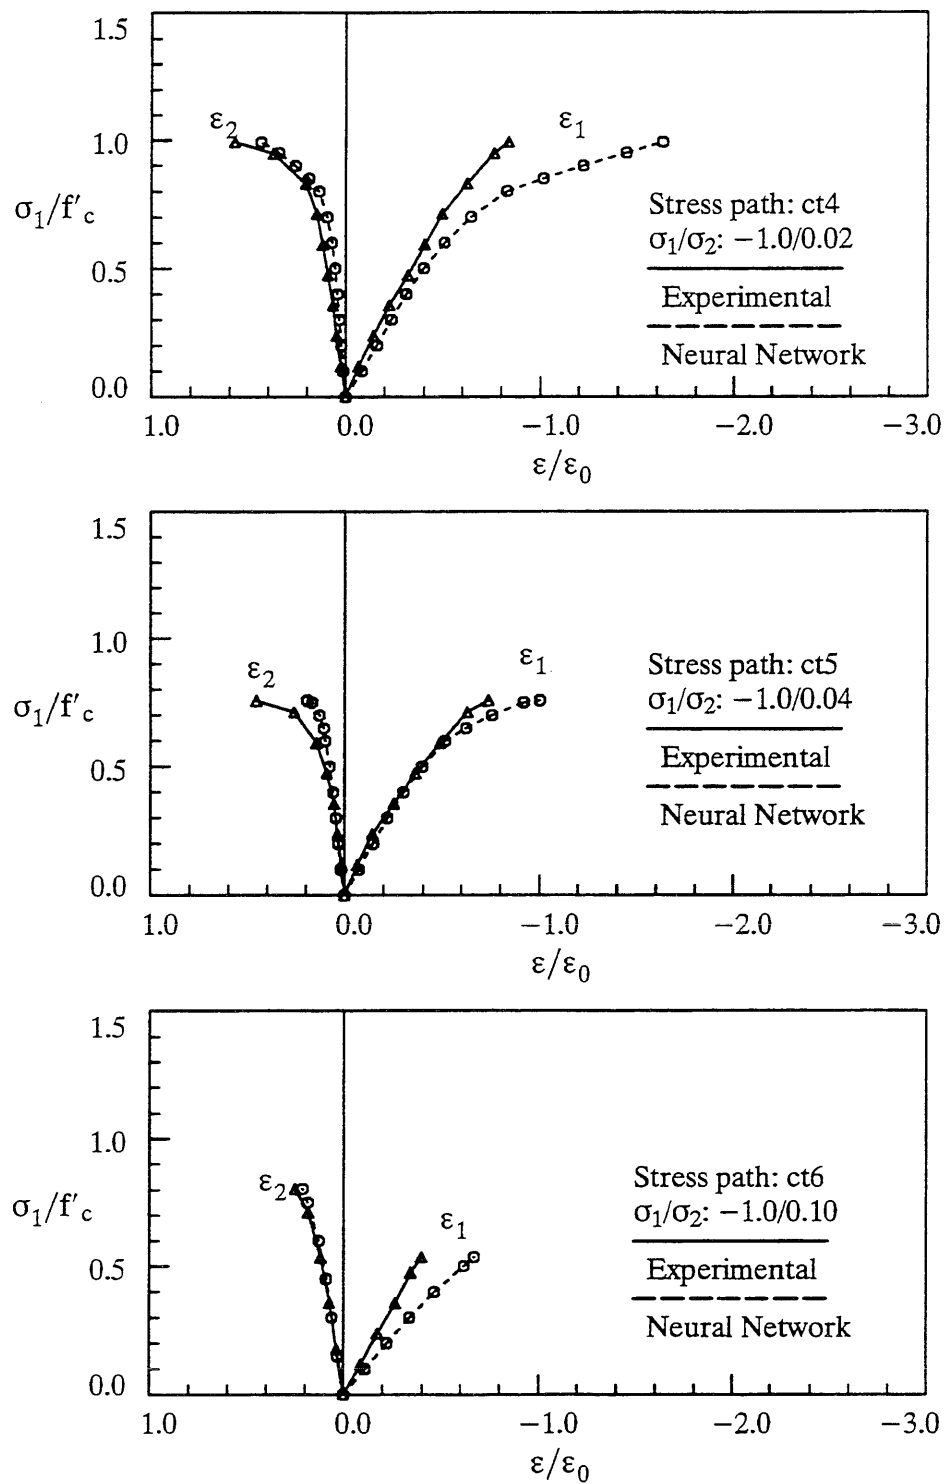 1.5
ε2
ε1
1.0
σ1/f′c
Stress path: ct4
σ1/σ2: −1.0/0.02
0.5
Experimental
Neural Network
0.0
1.0 0.0 −1.0 −2.0 −3.0
ε/ε0
1.5
1.0
ε2
ε1
Stress path: ct5
σ1/σ2: −1.0/0.04
σ1/f′c
Experimental
0.5
Neural Network
0.0
1.0 0.0 −1.0 −2.0 −3.0
ε/ε0
1.5
1.0
ε2
ε1
Stress path: ct6
σ1/σ2: −1.0/0.10
σ1/f′c
Experimental
0.5
Neural Network
0.0
1.0 0.0 −1.0 −2.0 −3.0
ε/ε0